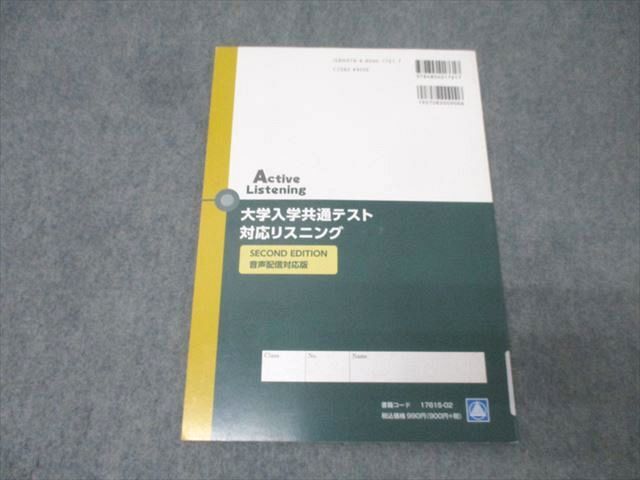 Active
Listening
大学入学共通テスト
対応リスニング
SECOND EDITION
音声配信対応版
Class
No.
Name
書籍コード 17615-02
税込価格 990円(900円+税)